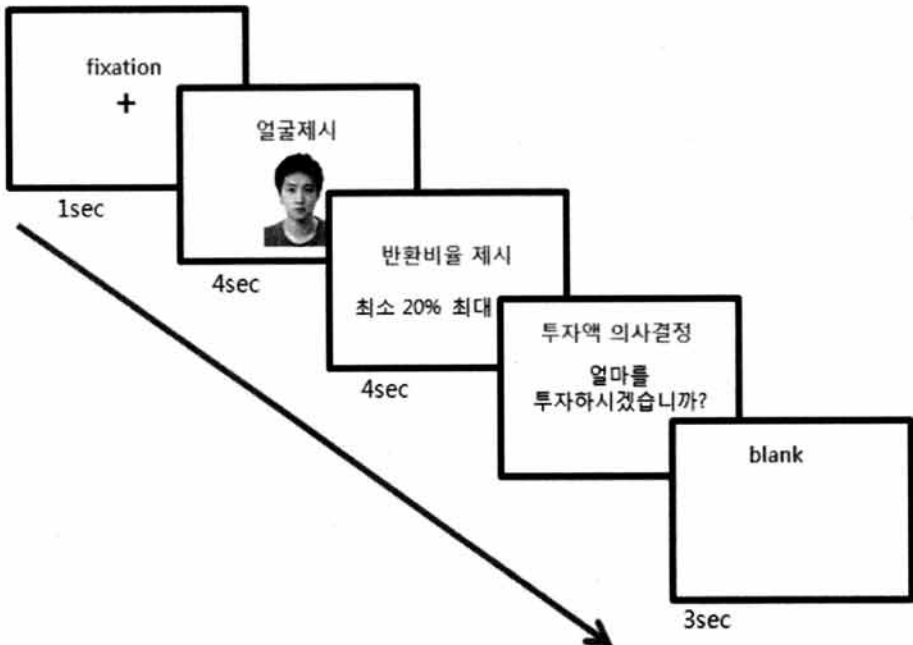 fixation
+
1sec
얼굴제시
4sec
반환비율 제시
최소 20% 최대
4sec
투자액 의사결정
얼마를
투자하시겠습니까?
blank
3sec